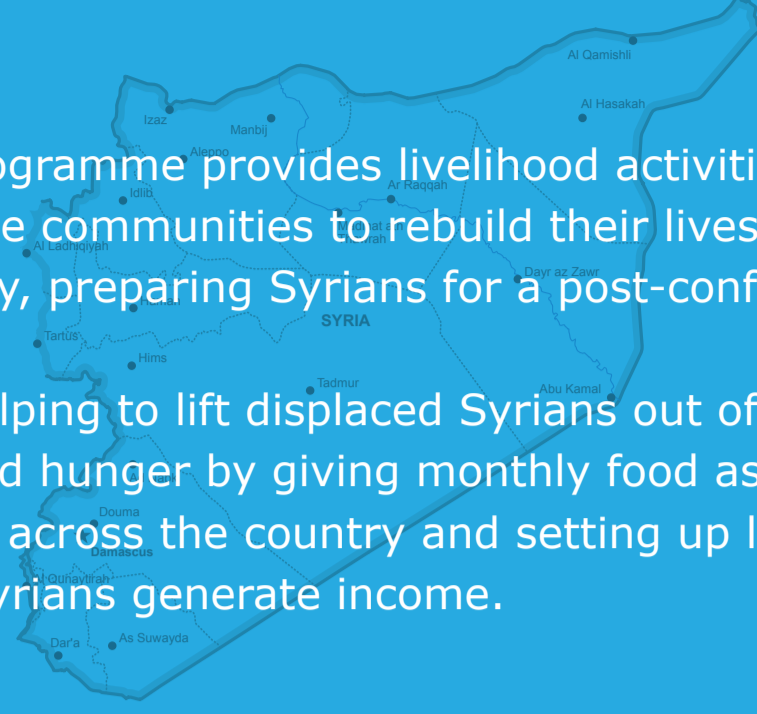 Al Qamishli
Al Hasakah
Izaz
Manbij
Aleppo
ogramme provides livelihood activiti
Idlib
Ar Raqqah
e communities to rebuild their lives
Al Ladhiqiyah
Dayr az Zawr
y, preparing Syrians for a post-conf
Hamah
SYRIA
Tartus
Hims
Tadmur
Abu Kamal
lping to lift displaced Syrians out of
d hunger by giving monthly food as
Douma
across the country and setting up l
Damascus
Al Qunaytirah
yrians generate income.
Dar'a
As Suwayda